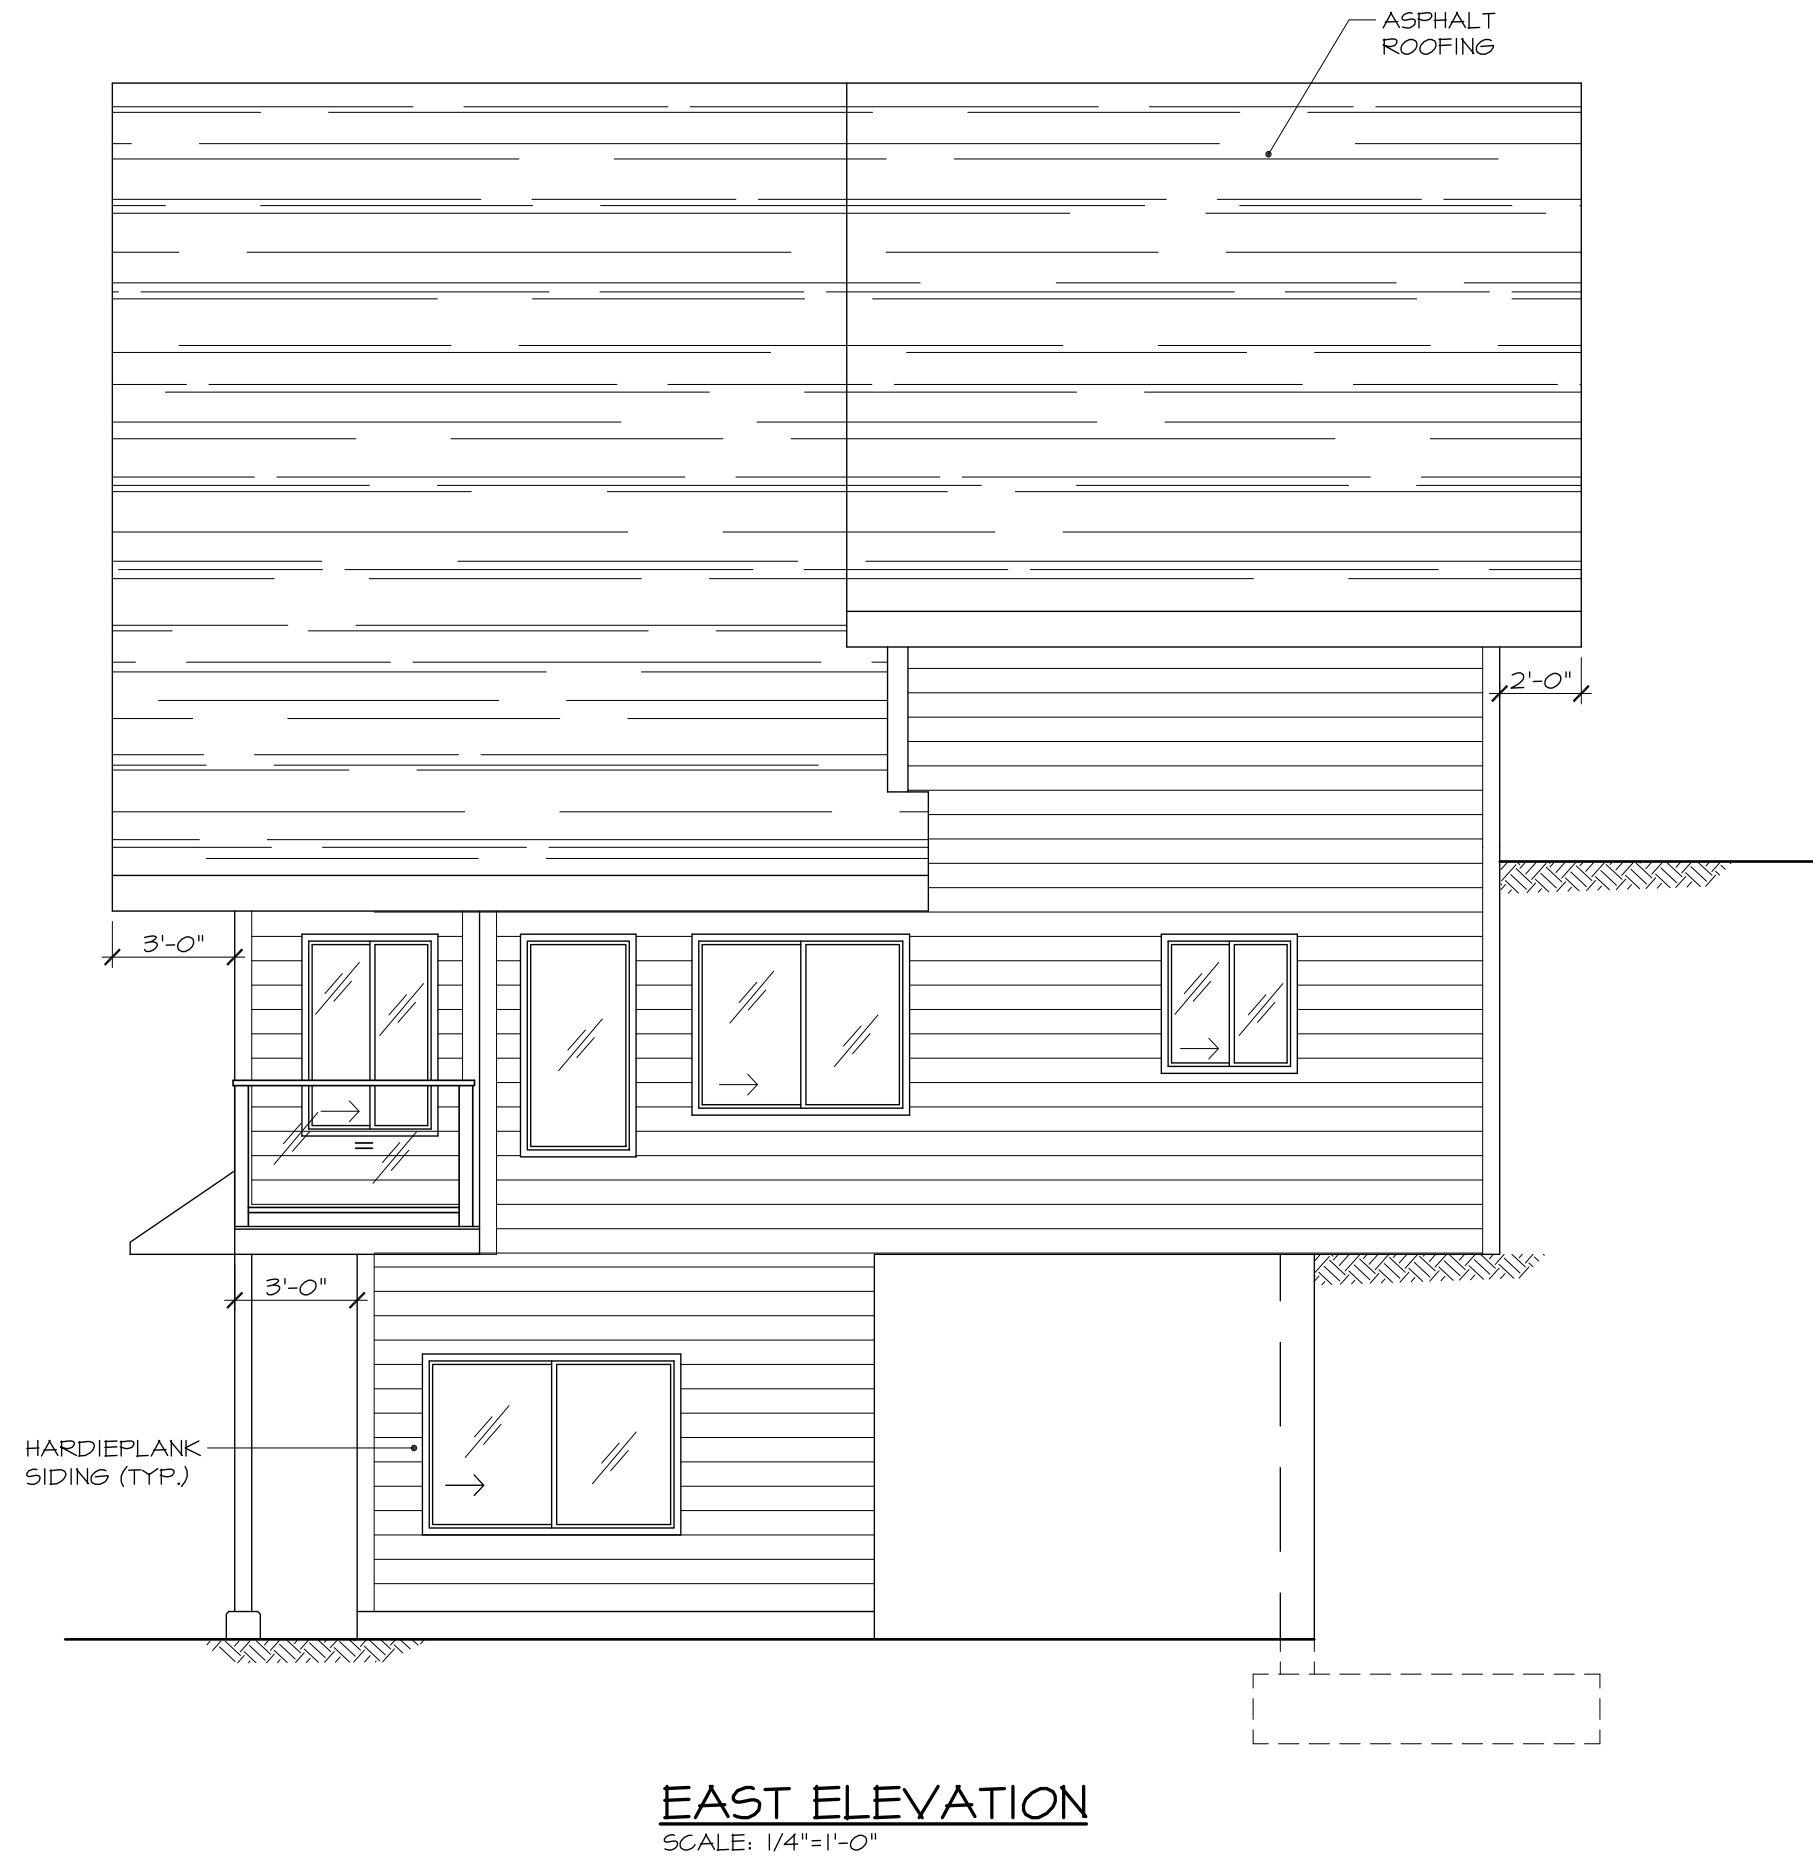 ASPHALT
ROOFING
2'-0"
3'-0"
3'-0"
HARDIEPLANK
SIDING (TYP.)
EAST ELEVATION
SCALE: 1/4"=1'-0"